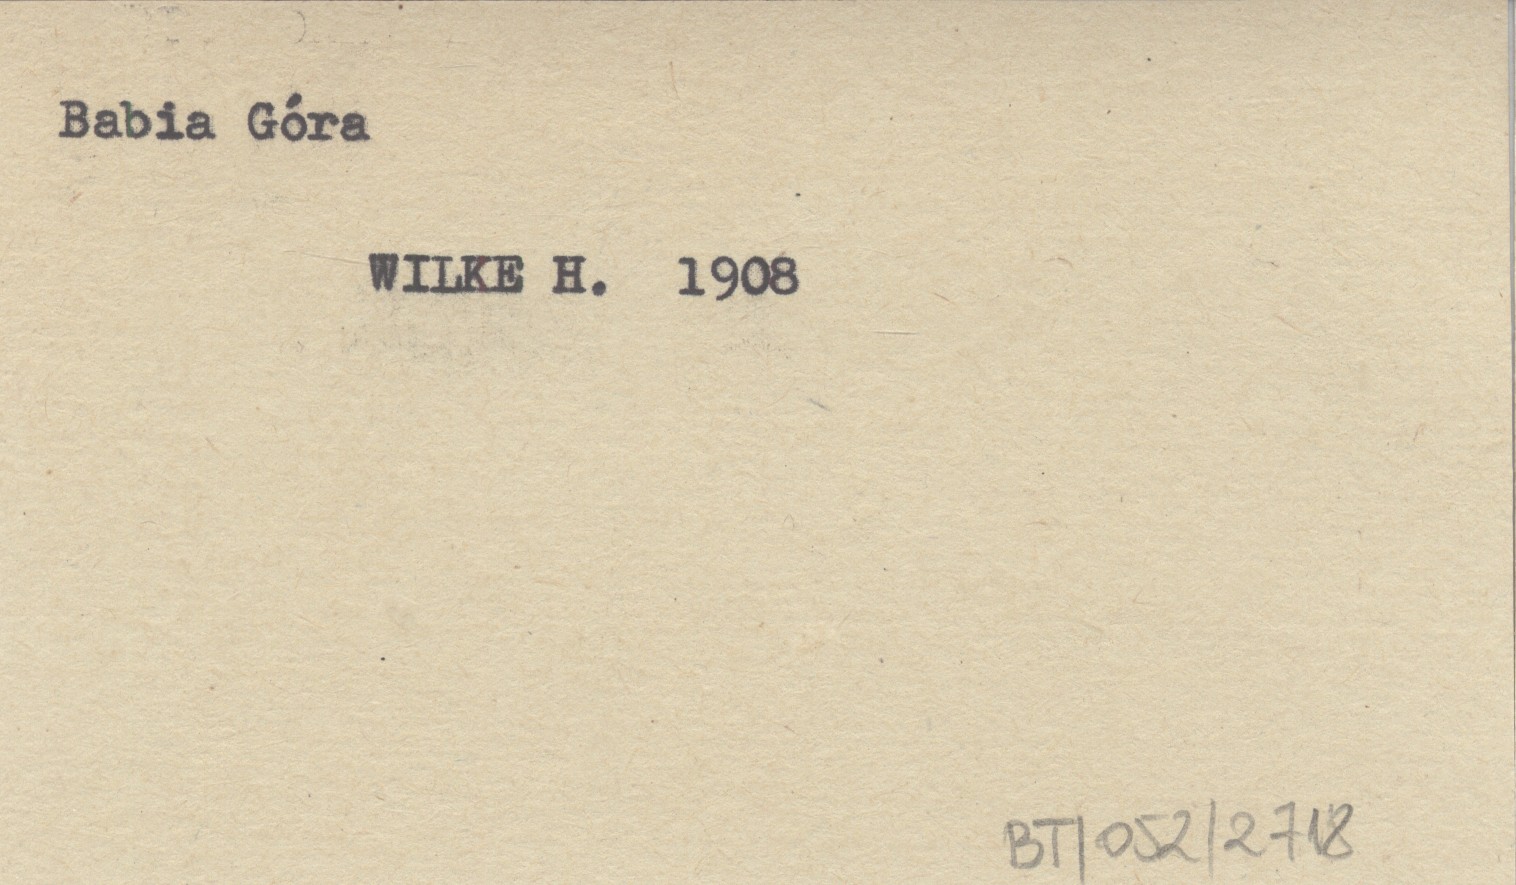 Babia Góra
WILKE H. 1908
BT/052/2718